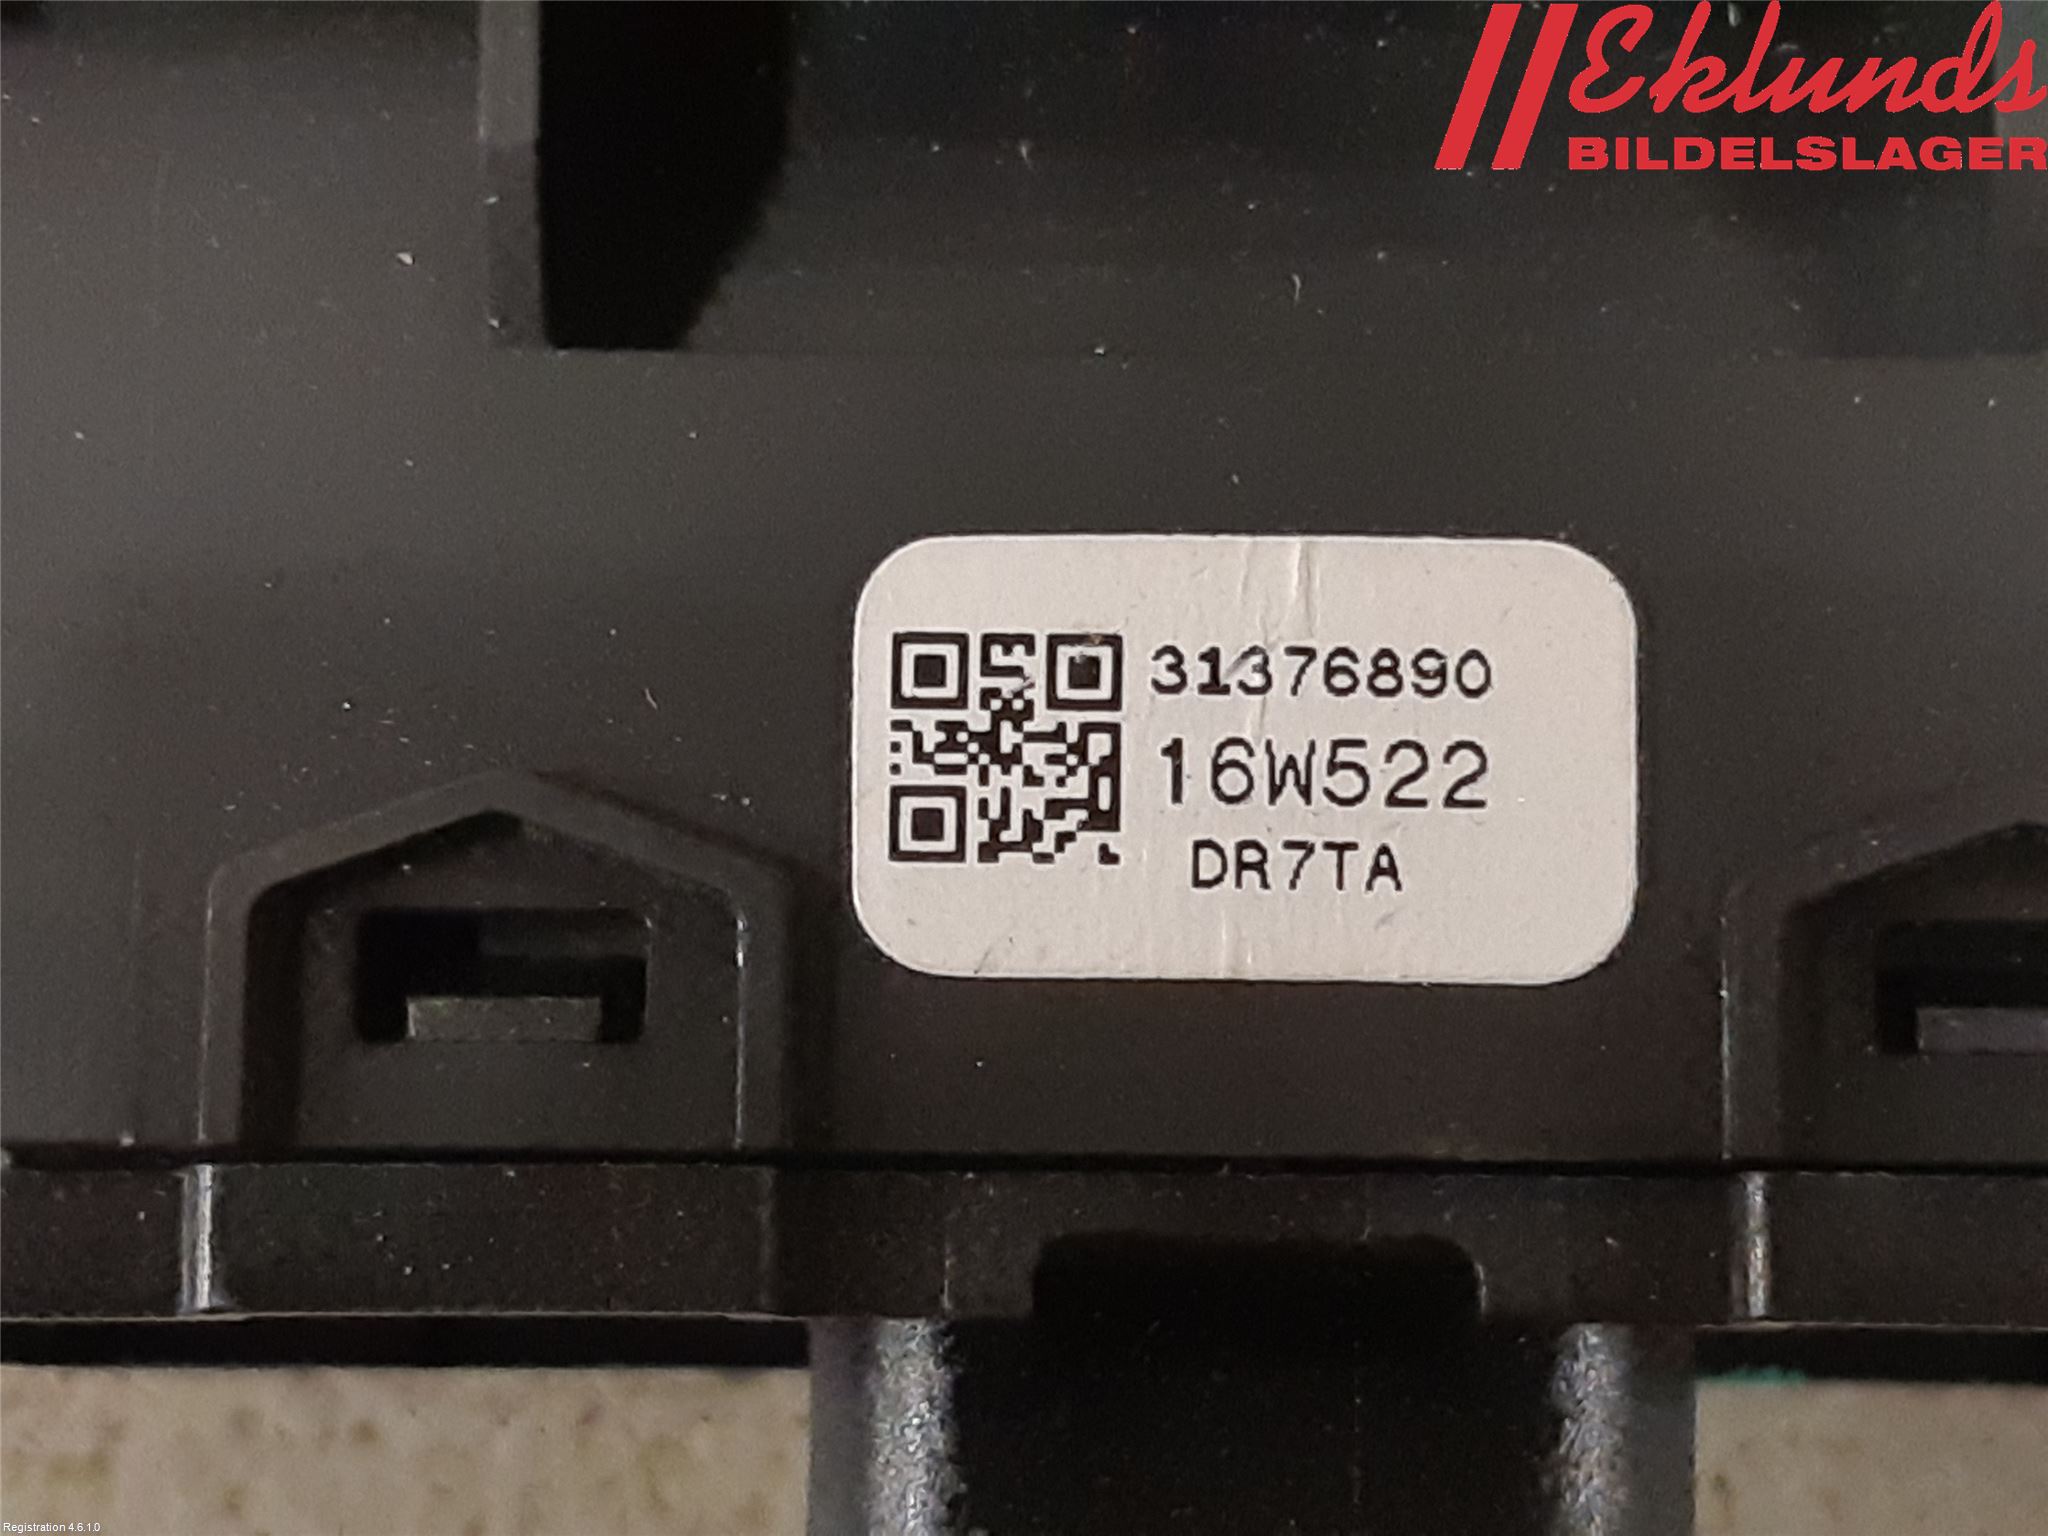 Eklunds
BILDELSLAGER
31376890
16W522
DR7TA
Registration 4.6.1.0